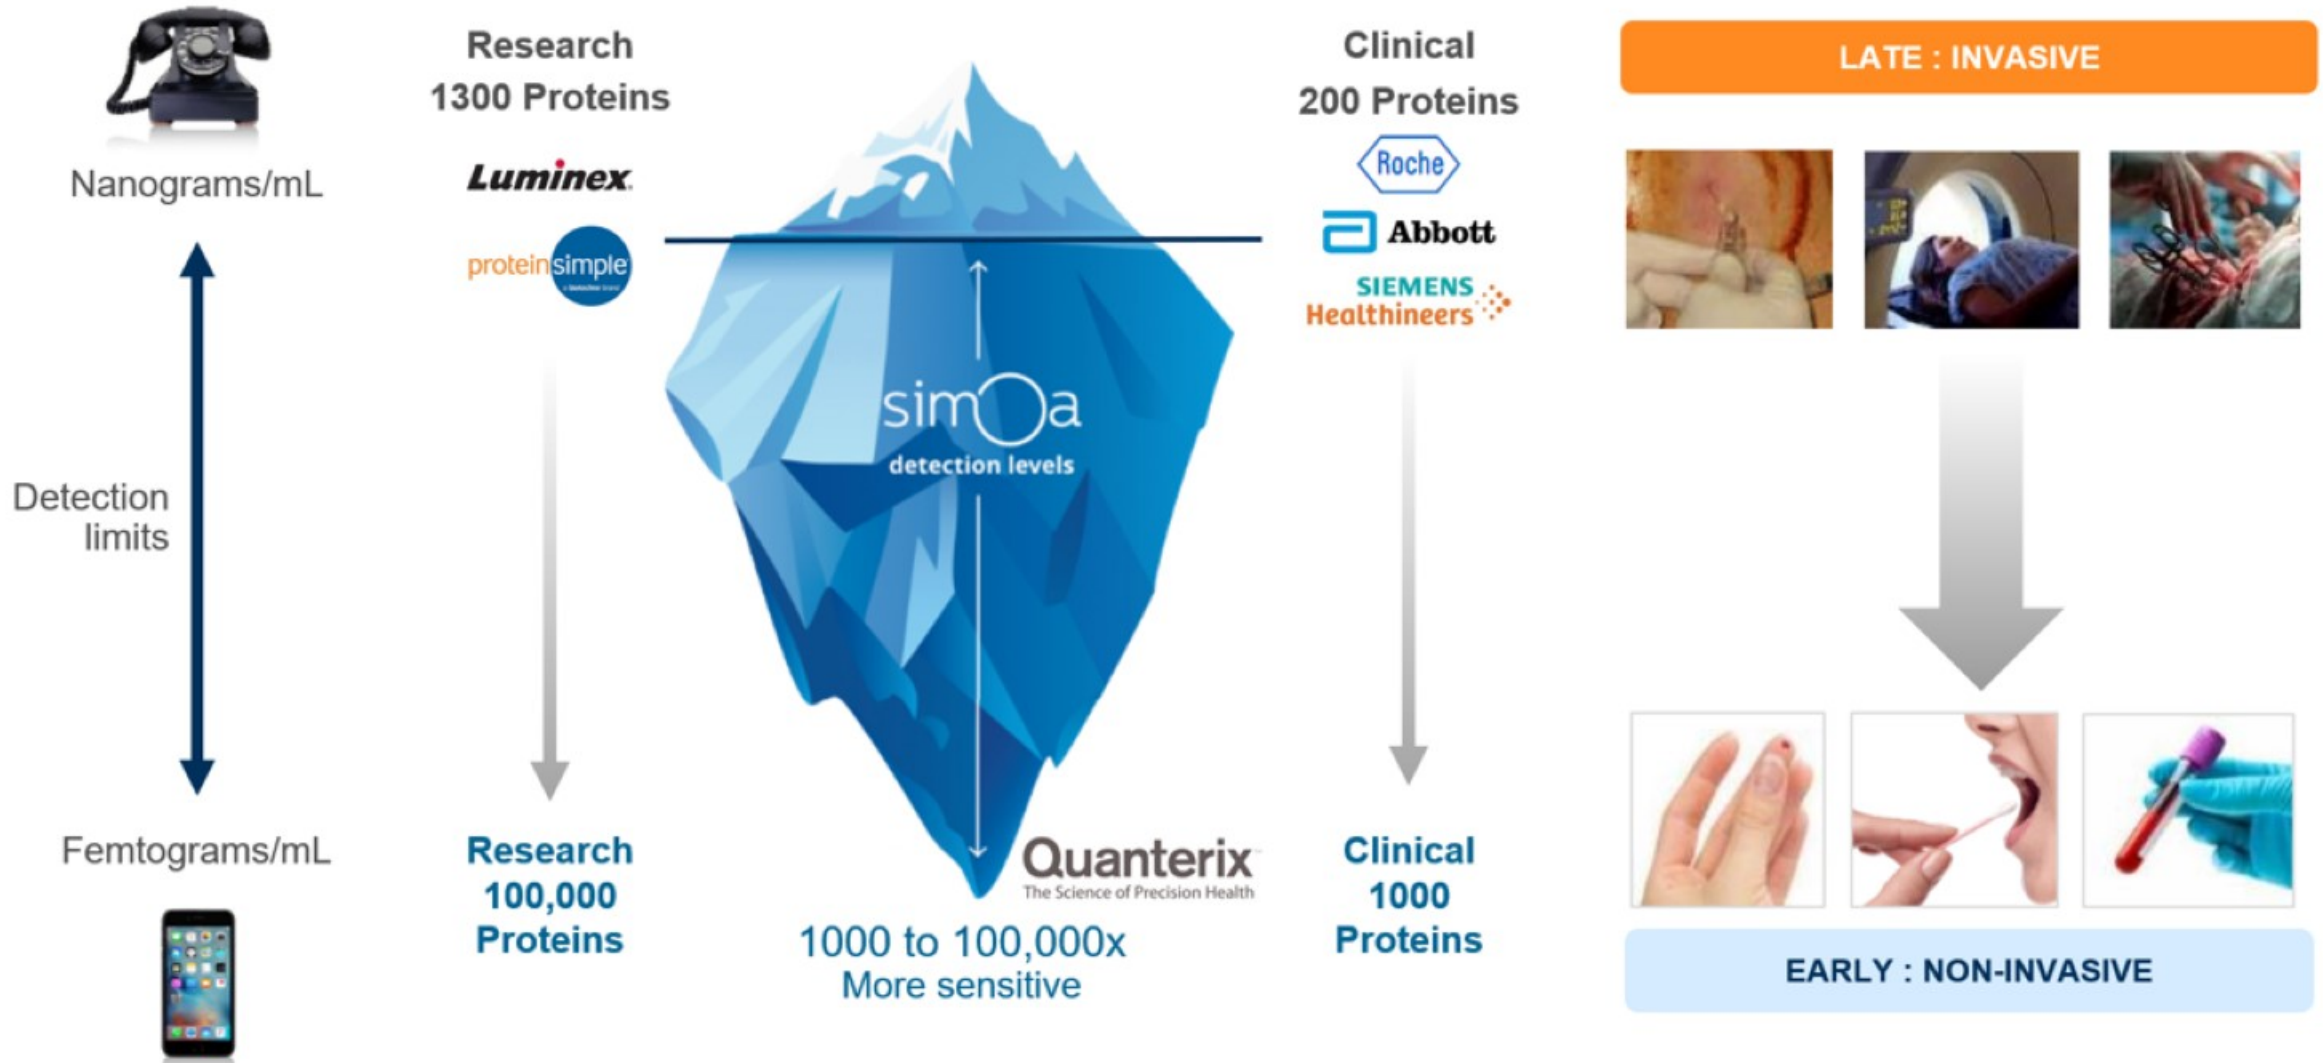 Nanograms/mL
Detection
limits
Femtograms/mL
Research
1300 Proteins
Luminex
proteinsimple
Research
100,000
Proteins
simOa
detection levels
Quanterix
The Science of Precision Health
1000 to 100,000x
More sensitive
Clinical
200 Proteins
Roche
Abbott
SIEMENS
Healthineers
Clinical
1000
Proteins
LATE : INVASIVE
EARLY : NON-INVASIVE